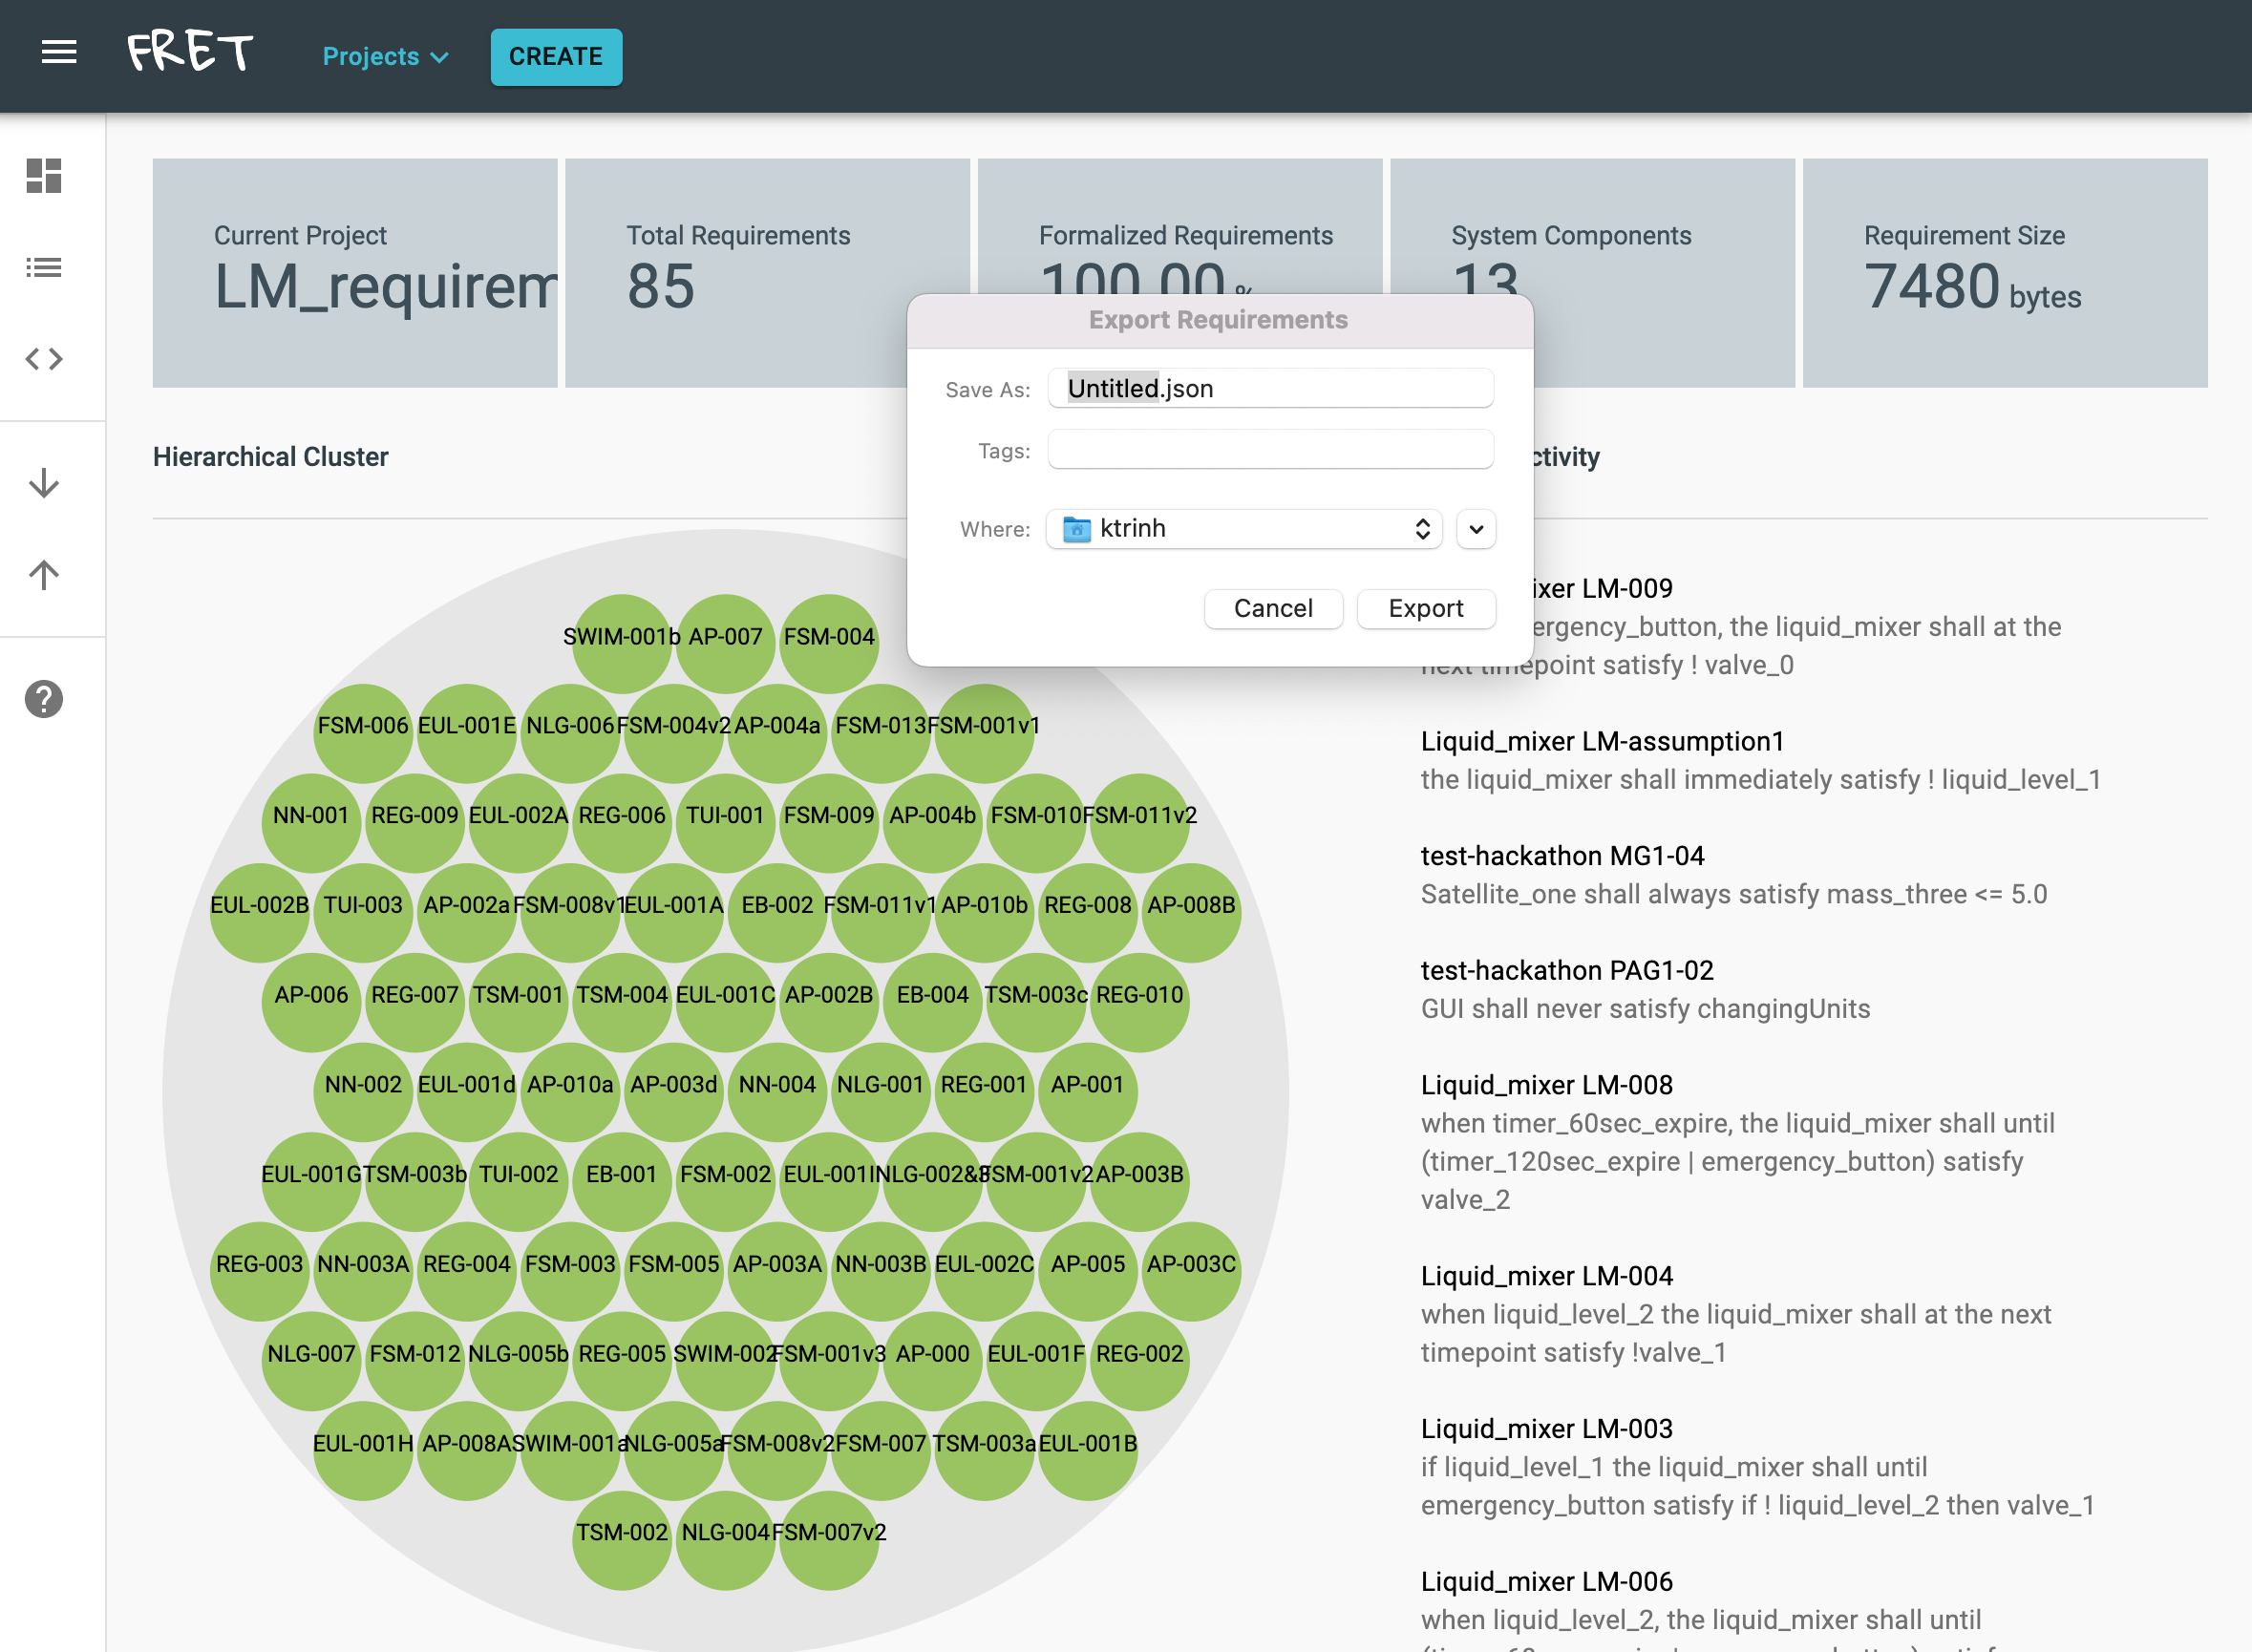 FRET
Projects
CREATE
Current Project
LM_requirem
Total Requirements
85
Formalized Requirements
100.00 %
System Components
13
Requirement Size
7480 bytes
Export Requirements
Save As:
Untitled.json
Tags:
Where:
ktrinh
Cancel
Export
Hierarchical Cluster
ctivity
SWIM-001b AP-007 FSM-004
FSM-006 EUL-001E NLG-006 FSM-004v2 AP-004a FSM-013 FSM-001v1
NN-001 REG-009 EUL-002A REG-006 TUI-001 FSM-009 AP-004b FSM-010 FSM-011v2
EUL-002B TUI-003 AP-002a FSM-008v1 EUL-001A EB-002 FSM-011v1 AP-010b REG-008 AP-008B
AP-006 REG-007 TSM-001 TSM-004 EUL-001C AP-002B EB-004 TSM-003c REG-010
NN-002 EUL-001d AP-010a AP-003d NN-004 NLG-001 REG-001 AP-001
EUL-001G TSM-003b TUI-002 EB-001 FSM-002 EUL-001I NLG-002&3 FSM-001v2 AP-003B
REG-003 NN-003A REG-004 FSM-003 FSM-005 AP-003A NN-003B EUL-002C AP-005 AP-003C
NLG-007 FSM-012 NLG-005b REG-005 SWIM-002 FSM-001v3 AP-000 EUL-001F REG-002
EUL-001H AP-008A SWIM-001a NLG-005a FSM-008v2 FSM-007 TSM-003a EUL-001B
TSM-002 NLG-004 FSM-007v2
ixer LM-009
ergency_button, the liquid_mixer shall at the
next timepoint satisfy ! valve_0
Liquid_mixer LM-assumption1
the liquid_mixer shall immediately satisfy ! liquid_level_1
test-hackathon MG1-04
Satellite_one shall always satisfy mass_three <= 5.0
test-hackathon PAG1-02
GUI shall never satisfy changingUnits
Liquid_mixer LM-008
when timer_60sec_expire, the liquid_mixer shall until
(timer_120sec_expire | emergency_button) satisfy
valve_2
Liquid_mixer LM-004
when liquid_level_2 the liquid_mixer shall at the next
timepoint satisfy !valve_1
Liquid_mixer LM-003
if liquid_level_1 the liquid_mixer shall until
emergency_button satisfy if ! liquid_level_2 then valve_1
Liquid_mixer LM-006
when liquid_level_2, the liquid_mixer shall until